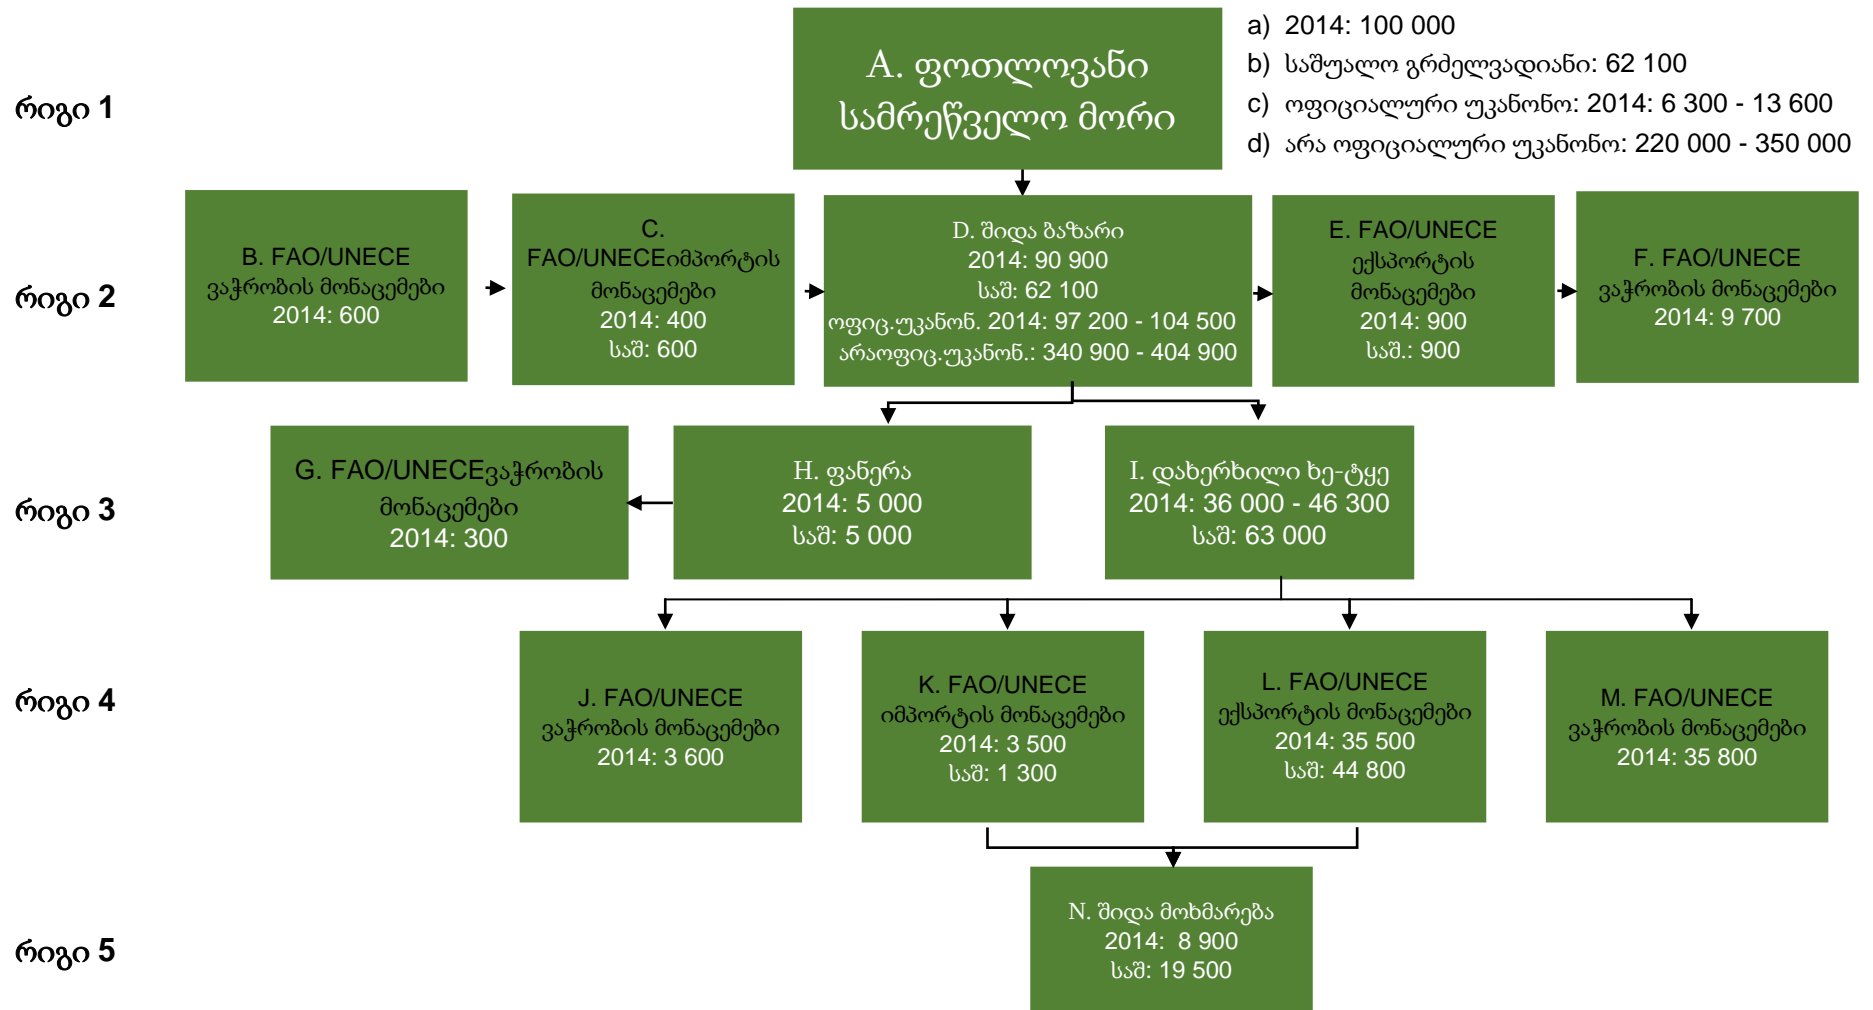 რიგი 1
A. ფოთლოვანი
სამრეწველო მორი
a) 2014: 100 000
b) საშუალო გრძელვადიანი: 62 100
c) ოფიციალური უკანონო: 2014: 6 300 - 13 600
d) არა ოფიციალური უკანონო: 220 000 - 350 000
რიგი 2
B. FAO/UNECE
ვაჭრობის მონაცემები
2014: 600
C.
FAO/UNECEიმპორტის
მონაცემები
2014: 400
საშ: 600
D. შიდა ბაზარი
2014: 90 900
საშ: 62 100
ოფიც.უკანონ. 2014: 97 200 - 104 500
არაოფიც.უკანონ.: 340 900 - 404 900
E. FAO/UNECE
ექსპორტის
მონაცემები
2014: 900
საშ.: 900
F. FAO/UNECE
ვაჭრობის მონაცემები
2014: 9 700
რიგი 3
G. FAO/UNECEვაჭრობის
მონაცემები
2014: 300
H. ფანერა
2014: 5 000
საშ: 5 000
I. დახერხილი ხე-ტყე
2014: 36 000 - 46 300
საშ: 63 000
რიგი 4
J. FAO/UNECE
ვაჭრობის მონაცემები
2014: 3 600
K. FAO/UNECE
იმპორტის მონაცემები
2014: 3 500
საშ: 1 300
L. FAO/UNECE
ექსპორტის მონაცემები
2014: 35 500
საშ: 44 800
M. FAO/UNECE
ვაჭრობის მონაცემები
2014: 35 800
რიგი 5
N. შიდა მოხმარება
2014: 8 900
საშ: 19 500